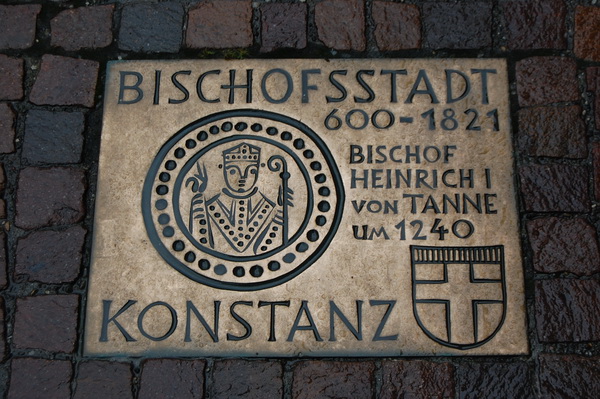 BISCHOFSSTADT
600-1821
BISCHOF
HEINRICH I
VON TANNE
UM 1240
KONSTANZ